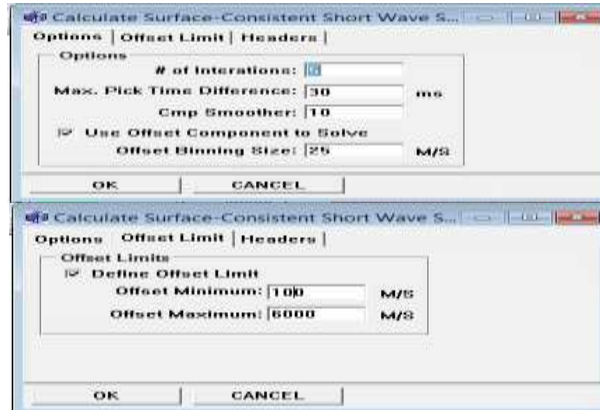 Calculate Surface-Consistent Short Wave S...
Options Offset Limit Headers
Options
# of Interations:
Max. Pick Time Difference: 30 ms
Cmp Smoother: 10
Use Offset Component to Solve
Offset Binning Size: 25 M/S
OK CANCEL
Calculate Surface-Consistent Short Wave S...
Options Offset Limit Headers
Offset Limits
Define Offset Limit
Offset Minimum: 100 M/S
Offset Maximum: 6000 M/S
OK CANCEL